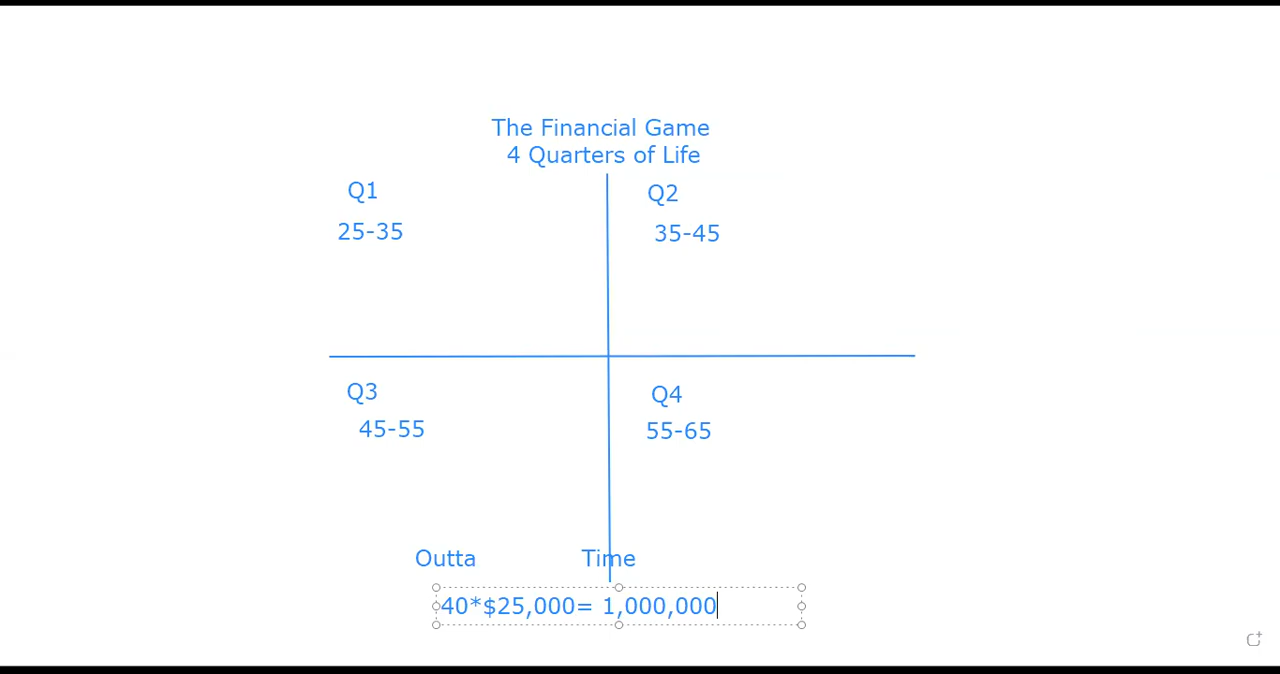 The Financial Game
4 Quarters of Life
Q1
25-35
Q2
35-45
Q3
45-55
Q4
55-65
Outta Time
40*$25,000= 1,000,000